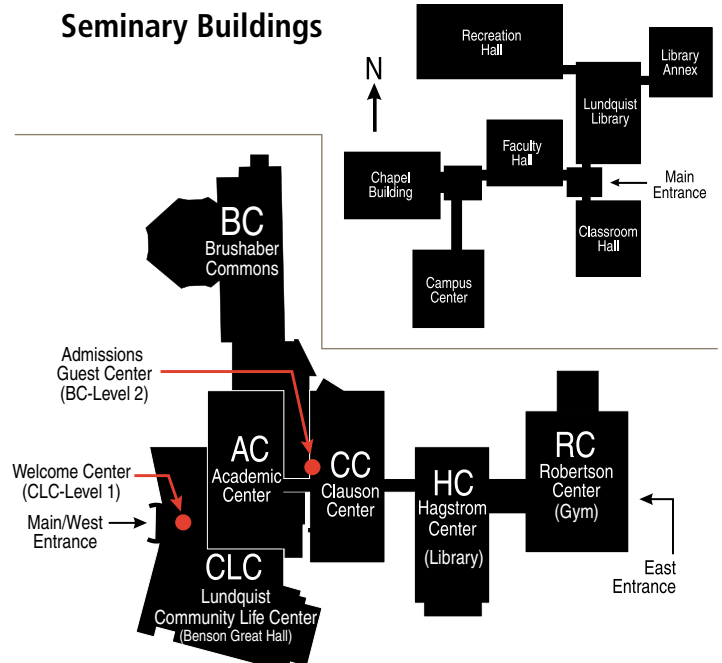 Seminary Buildings
N
Recreation
Hall
Library
Annex
Lundquist
Library
Faculty
Hall
Chapel
Building
Main
Entrance
Classroom
Hall
Campus
Center
BC
Brushaber
Commons
Admissions
Guest Center
(BC-Level 2)
AC
Academic
Center
CC
Clauson
Center
HC
Hagstrom
Center
(Library)
RC
Robertson
Center
(Gym)
Welcome Center
(CLC-Level 1)
Main/West
Entrance
CLC
Lundquist
Community Life Center
(Benson Great Hall)
East
Entrance